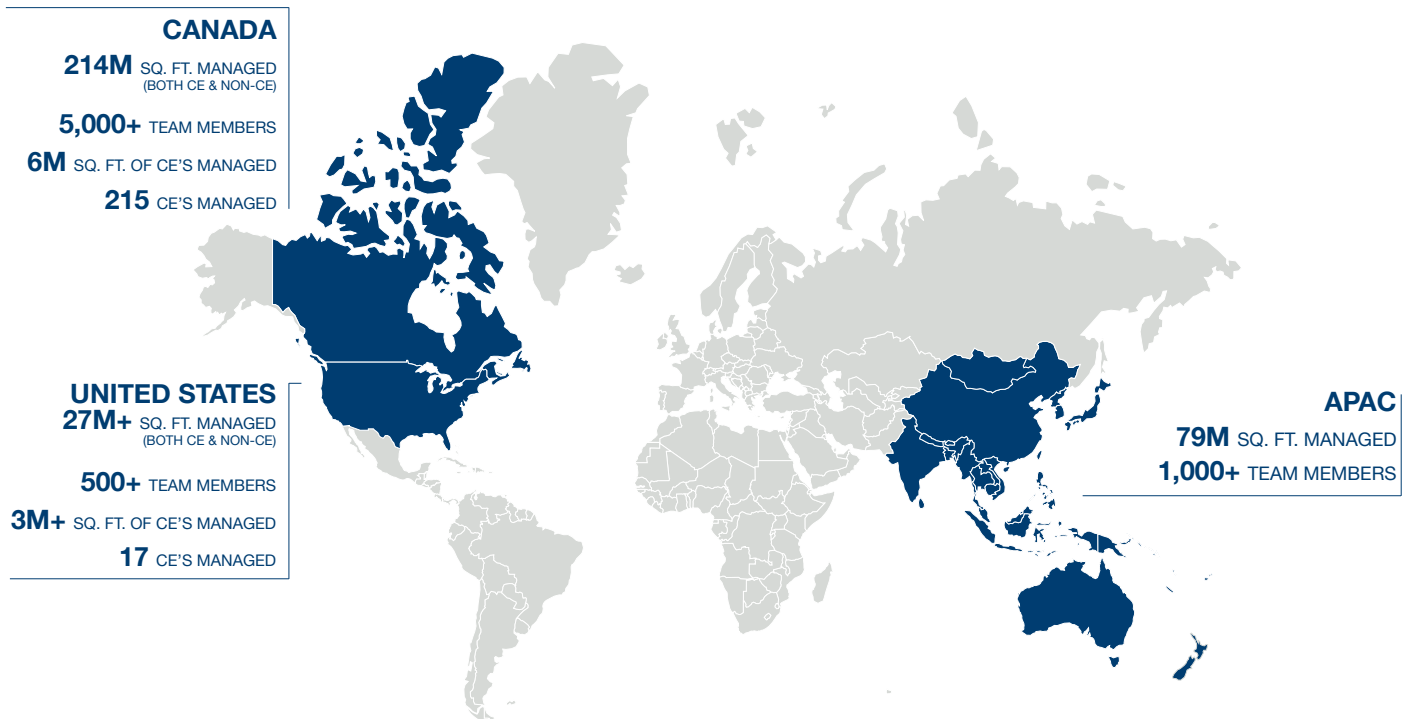 CANADA
214M SQ. FT. MANAGED
(BOTH CE & NON-CE)
5,000+ TEAM MEMBERS
6M SQ. FT. OF CE'S MANAGED
215 CE'S MANAGED
UNITED STATES
27M+ SQ. FT. MANAGED
(BOTH CE & NON-CE)
500+ TEAM MEMBERS
3M+ SQ. FT. OF CE'S MANAGED
17 CE'S MANAGED
APAC
79M SQ. FT. MANAGED
1,000+ TEAM MEMBERS